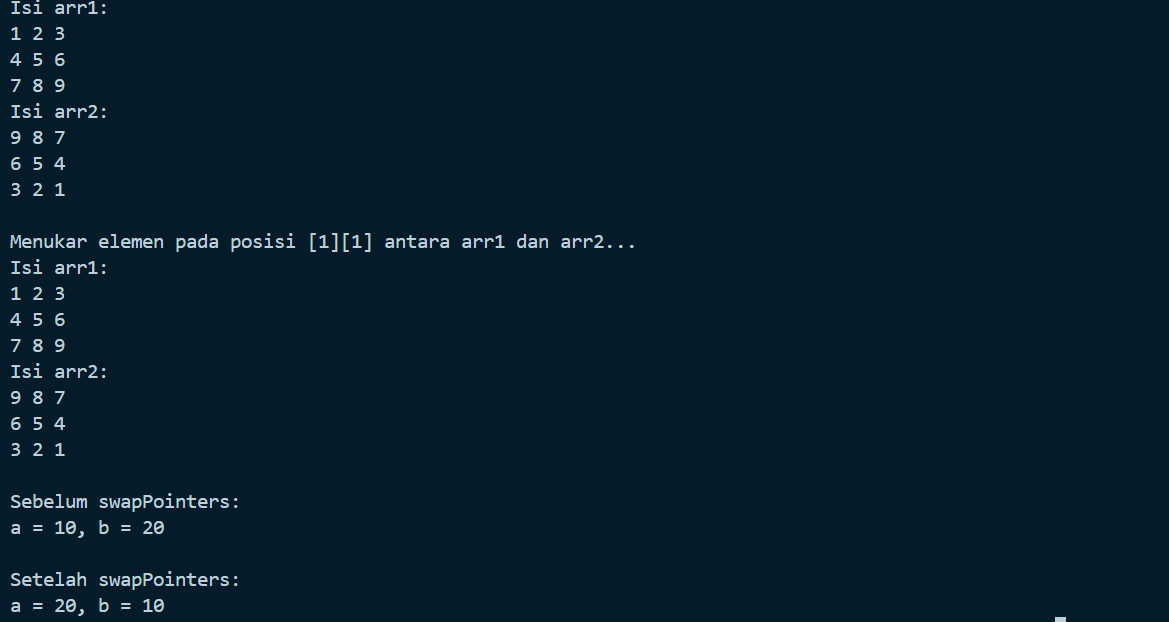 Isi arr1:
1 2 3
4 5 6
7 8 9
Isi arr2:
9 8 7
6 5 4
3 2 1
Menukar elemen pada posisi [1][1] antara arr1 dan arr2...
Isi arr1:
1 2 3
4 5 6
7 8 9
Isi arr2:
9 8 7
6 5 4
3 2 1
Sebelum swapPointers:
a = 10, b = 20
Setelah swapPointers:
a = 20, b = 10